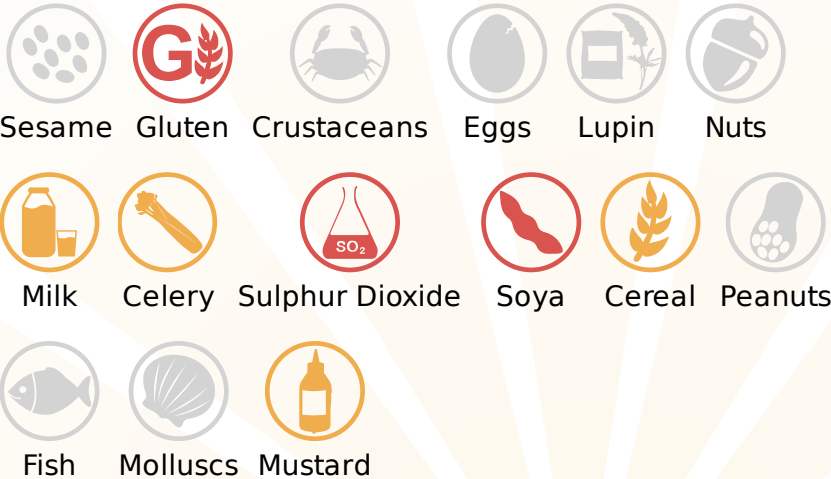 G
Sesame Gluten Crustaceans Eggs Lupin Nuts
SO₂
Milk Celery Sulphur Dioxide Soya Cereal Peanuts
Fish Molluscs Mustard